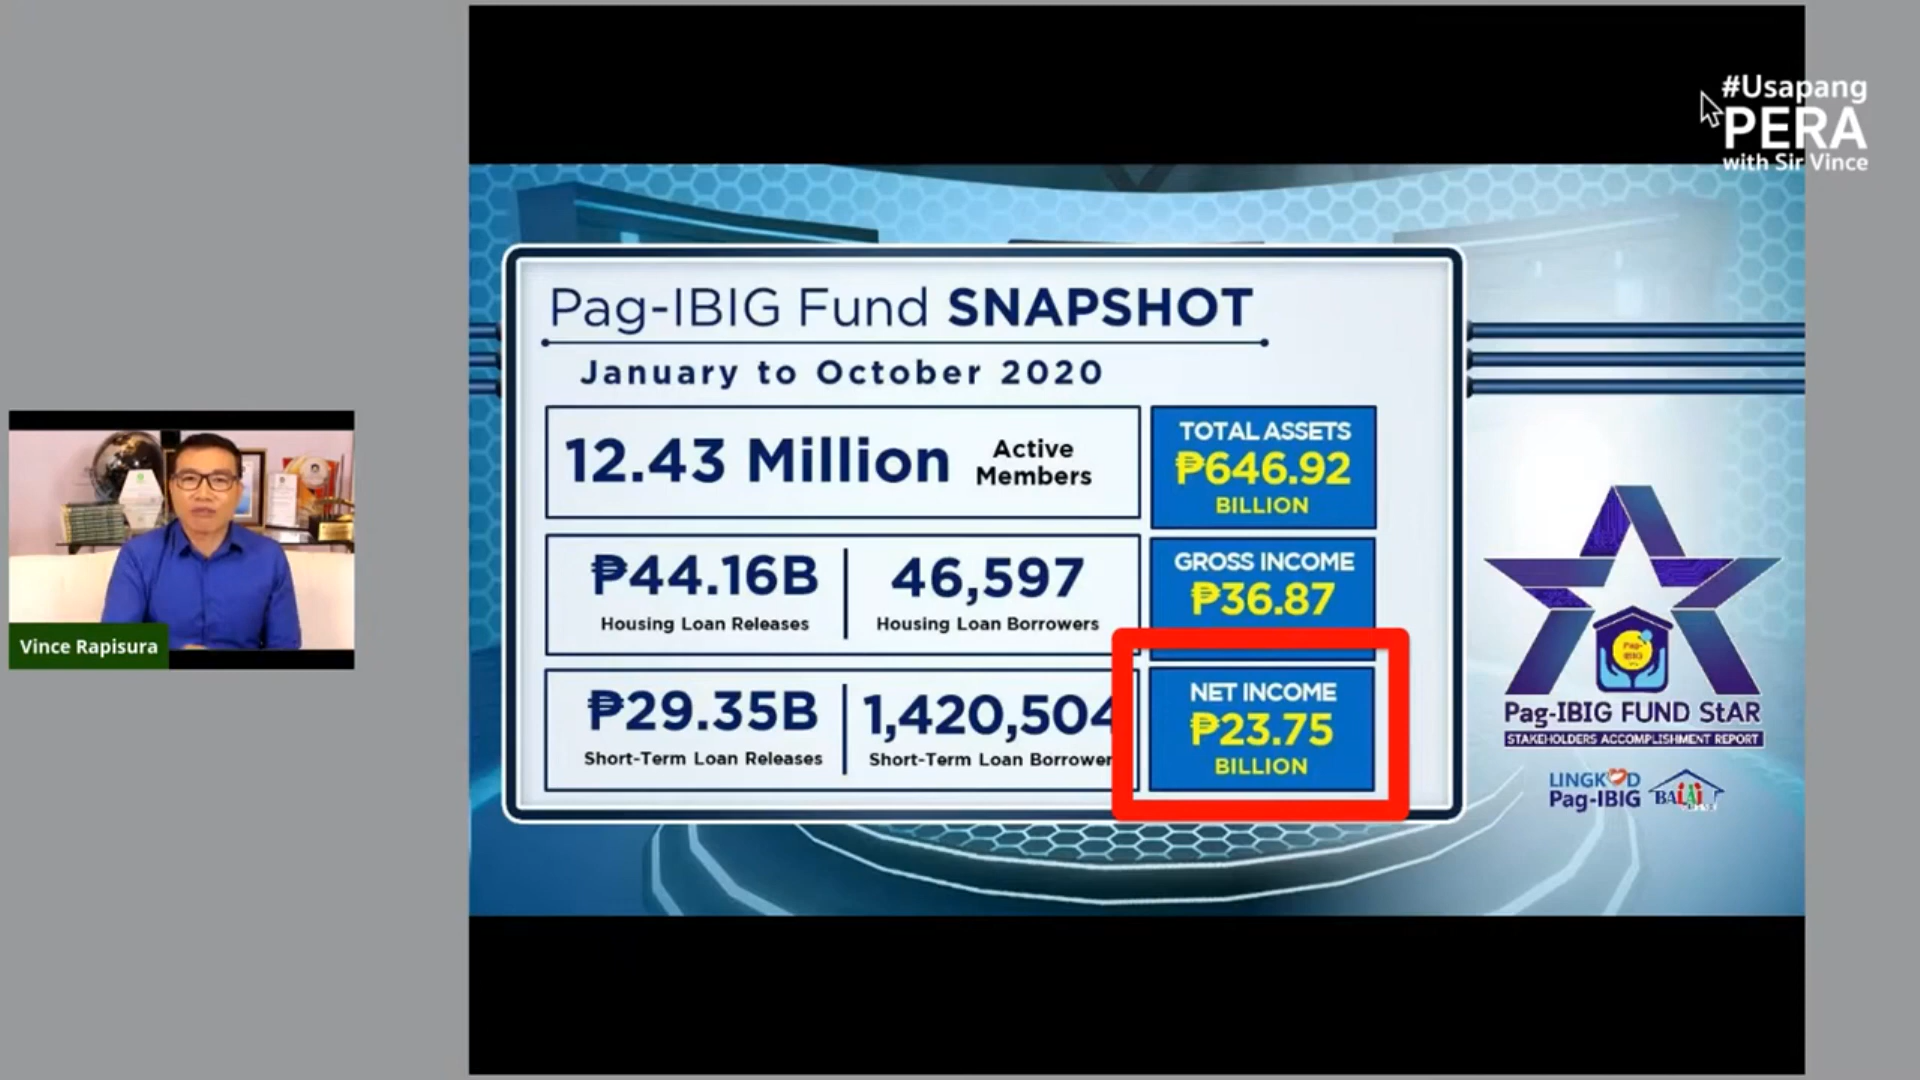 #Usapang
PERA
with Sir Vince
Pag-IBIG Fund SNAPSHOT
January to October 2020
12.43 Million
Active
Members
TOTAL ASSETS
₱646.92
BILLION
₱44.16B
Housing Loan Releases
46,597
Housing Loan Borrowers
GROSS INCOME
₱36.87
₱29.35B
Short-Term Loan Releases
1,420,504
Short-Term Loan Borrower
NET INCOME
₱23.75
BILLION
Vince Rapisura
Pag-IBIG
Pag-IBIG FUND StAR
STAKEHOLDERS ACCOMPLISHMENT REPORT
LINGKOD
Pag-IBIG
BALAI